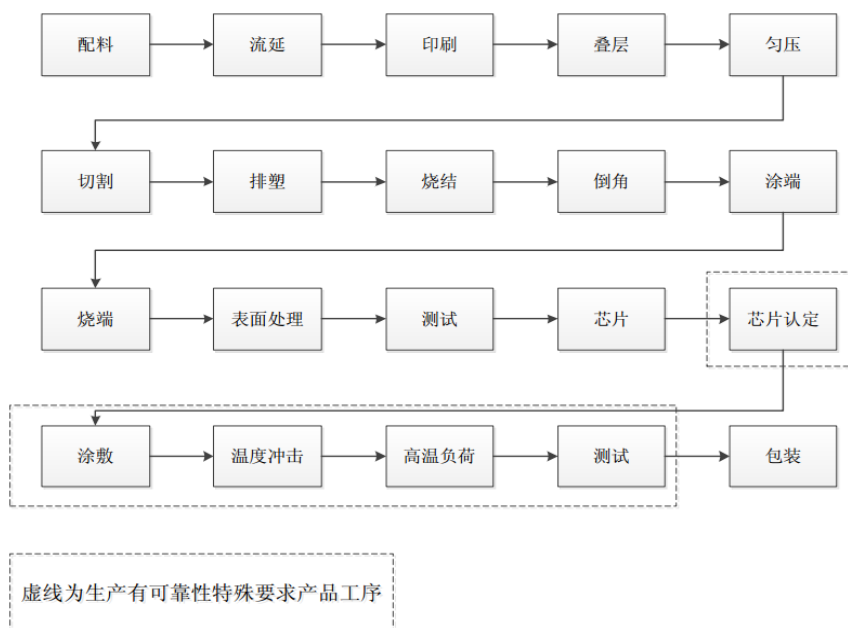 配料 流延 印刷 叠层 匀压
切割 排塑 烧结 倒角 涂端
烧端 表面处理 测试 芯片 芯片认定
涂敷 温度冲击 高温负荷 测试 包装
虚线为生产有可靠性特殊要求产品工序